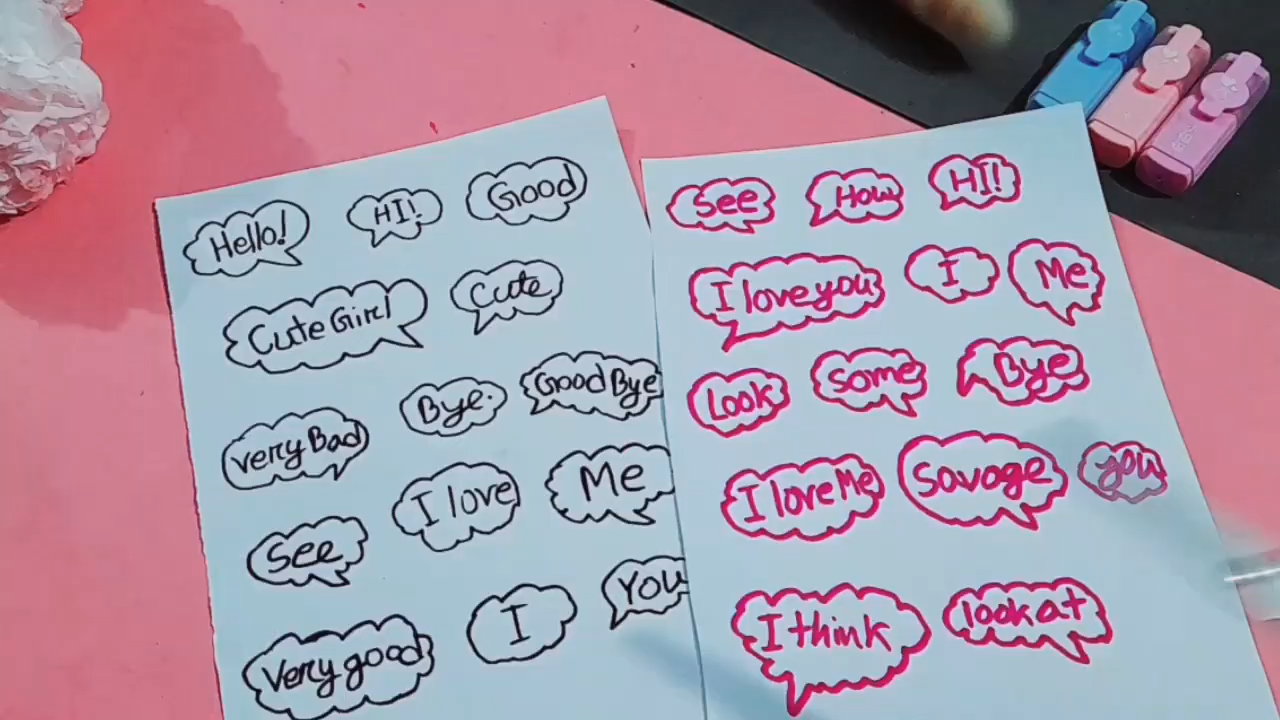 Hello! HI! Good
Cute Girl Cute
very Bad Bye. Good Bye
See I love Me
Very good I You
See How HI!
I love you I Me
Look Some Bye
I love Me Savage you
I think look at